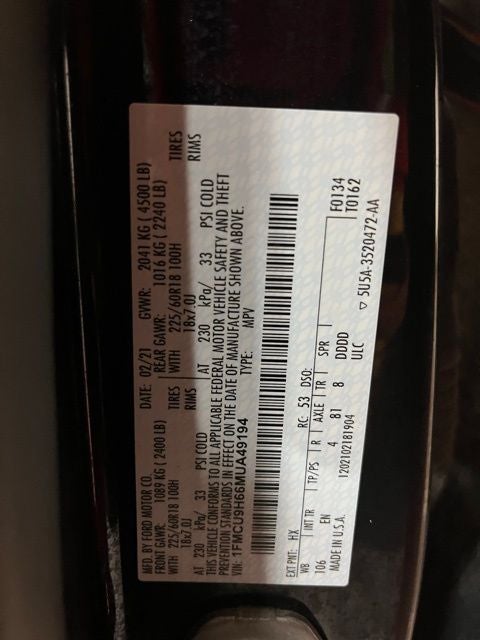 MFD. BY FORD MOTOR CO. DATE: 02/21 GVWR: 2041 KG ( 4500 LB)
FRONT GAWR: 1089 KG (2400 LB) REAR GAWR: 1016 KG ( 2240 LB)
WITH 225/60R18 100H TIRES WITH 225/60R18 100H TIRES
18x7.0J RIMS 18x7.0J RIMS
AT 230 kPa/ 33 PSI COLD AT 230 kPa/ 33 PSI COLD
THIS VEHICLE CONFORMS TO ALL APPLICABLE FEDERAL MOTOR VEHICLE SAFETY AND THEFT
PREVENTION STANDARDS IN EFFECT ON THE DATE OF MANUFACTURE SHOWN ABOVE.
VIN: 1FMCU9H66MUA49194 TYPE: MPV
F0134
T0162
EXT PNT: HX RC: 53 DSO:
WB INT TR TP/PS R AXLE TR SPR
106 EN 4 81 8 DDDD
▽ 5U5A-3520472-AA
MADE IN U.S.A. 1202102181904 ULC